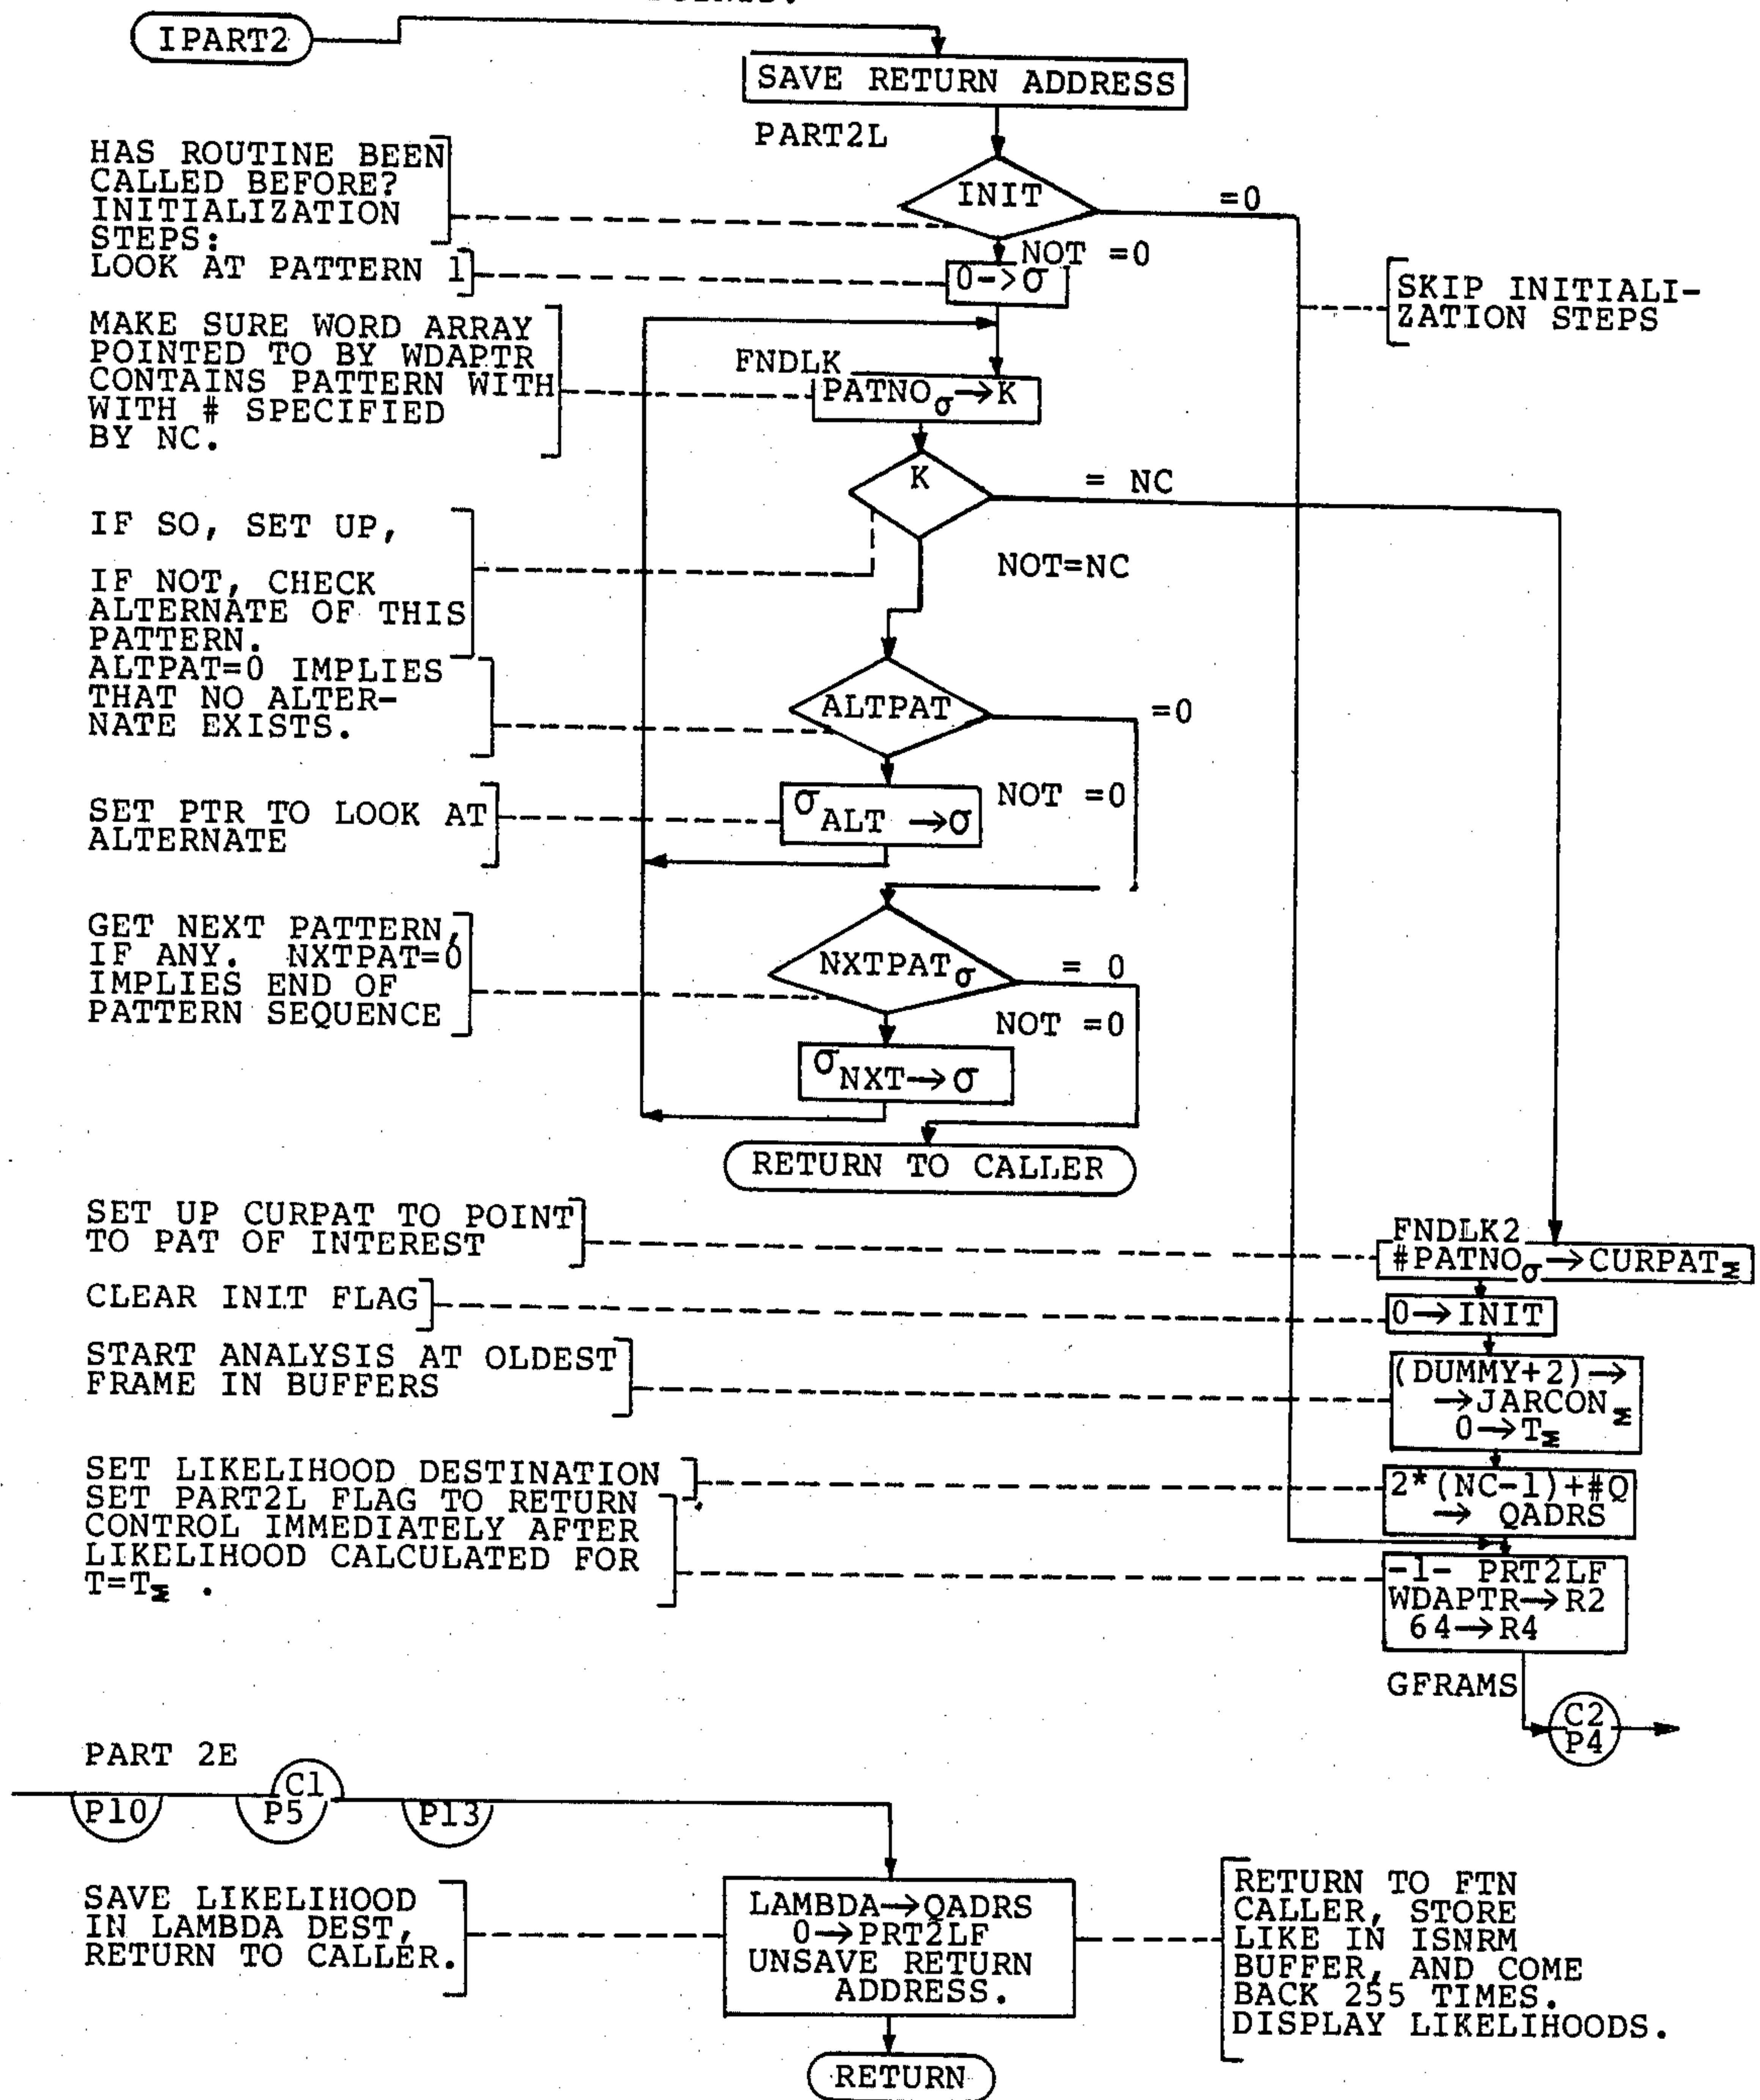 IPART2
SAVE RETURN ADDRESS
PART2L
HAS ROUTINE BEEN
CALLED BEFORE?
INITIALIZATION
STEPS:
INIT
=0
NOT =0
LOOK AT PATTERN 1
0->σ
SKIP INITIALI-
ZATION STEPS
MAKE SURE WORD ARRAY
POINTED TO BY WDAPTR
CONTAINS PATTERN WITH
WITH # SPECIFIED
BY NC.
FNDLK
PATNOσ→K
K
= NC
NOT=NC
IF SO, SET UP,
IF NOT, CHECK
ALTERNATE OF THIS
PATTERN.
ALTPAT=0 IMPLIES
THAT NO ALTER-
NATE EXISTS.
ALTPAT
=0
NOT =0
SET PTR TO LOOK AT
ALTERNATE
σALT →σ
GET NEXT PATTERN,
IF ANY. NXTPAT=0
IMPLIES END OF
PATTERN SEQUENCE
NXTPATσ
= 0
NOT =0
σNXT→σ
RETURN TO CALLER
SET UP CURPAT TO POINT
TO PAT OF INTEREST
FNDLK2
#PATNOσ→CURPATΣ
CLEAR INIT FLAG
0→INIT
START ANALYSIS AT OLDEST
FRAME IN BUFFERS
(DUMMY+2)→
→JARCONΣ
0→TΣ
SET LIKELIHOOD DESTINATION
2*(NC-1)+#Q
→ QADRS
SET PART2L FLAG TO RETURN
CONTROL IMMEDIATELY AFTER
LIKELIHOOD CALCULATED FOR
T=TΣ .
-1- PRT2LF
WDAPTR→R2
64→R4
GFRAMS
C2
P4
PART 2E
P10
C1
P5
P13
SAVE LIKELIHOOD
IN LAMBDA DEST,
RETURN TO CALLER.
LAMBDA→QADRS
0→PRT2LF
UNSAVE RETURN
ADDRESS.
RETURN TO FTN
CALLER, STORE
LIKE IN ISNRM
BUFFER, AND COME
BACK 255 TIMES.
DISPLAY LIKELIHOODS.
RETURN